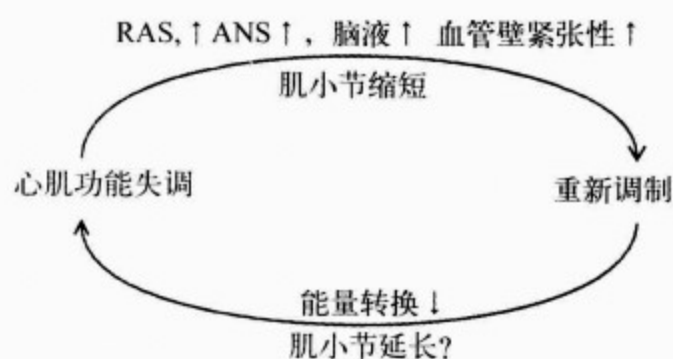 RAS,↑ANS↑, 脑液↑ 血管壁紧张性↑
肌小节缩短
心肌功能失调
重新调制
能量转换↓
肌小节延长?